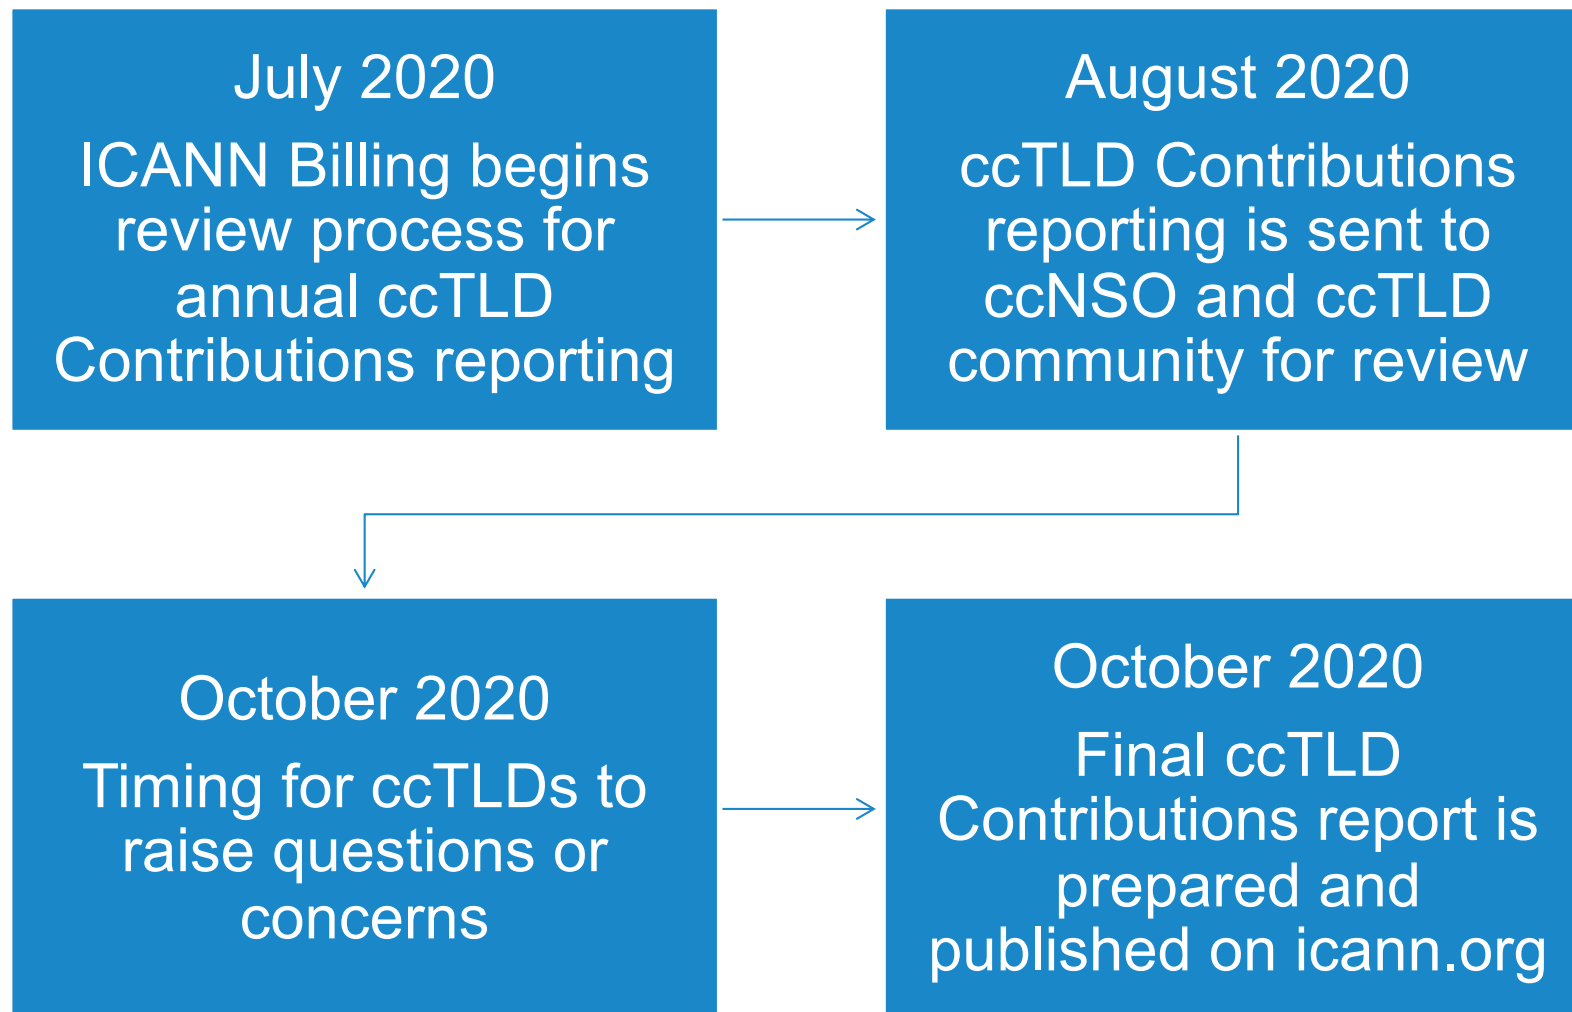 July 2020
ICANN Billing begins
review process for
annual ccTLD
Contributions reporting
August 2020
ccTLD Contributions
reporting is sent to
ccNSO and ccTLD
community for review
October 2020
Timing for ccTLDs to
raise questions or
concerns
October 2020
Final ccTLD
Contributions report is
prepared and
published on icann.org